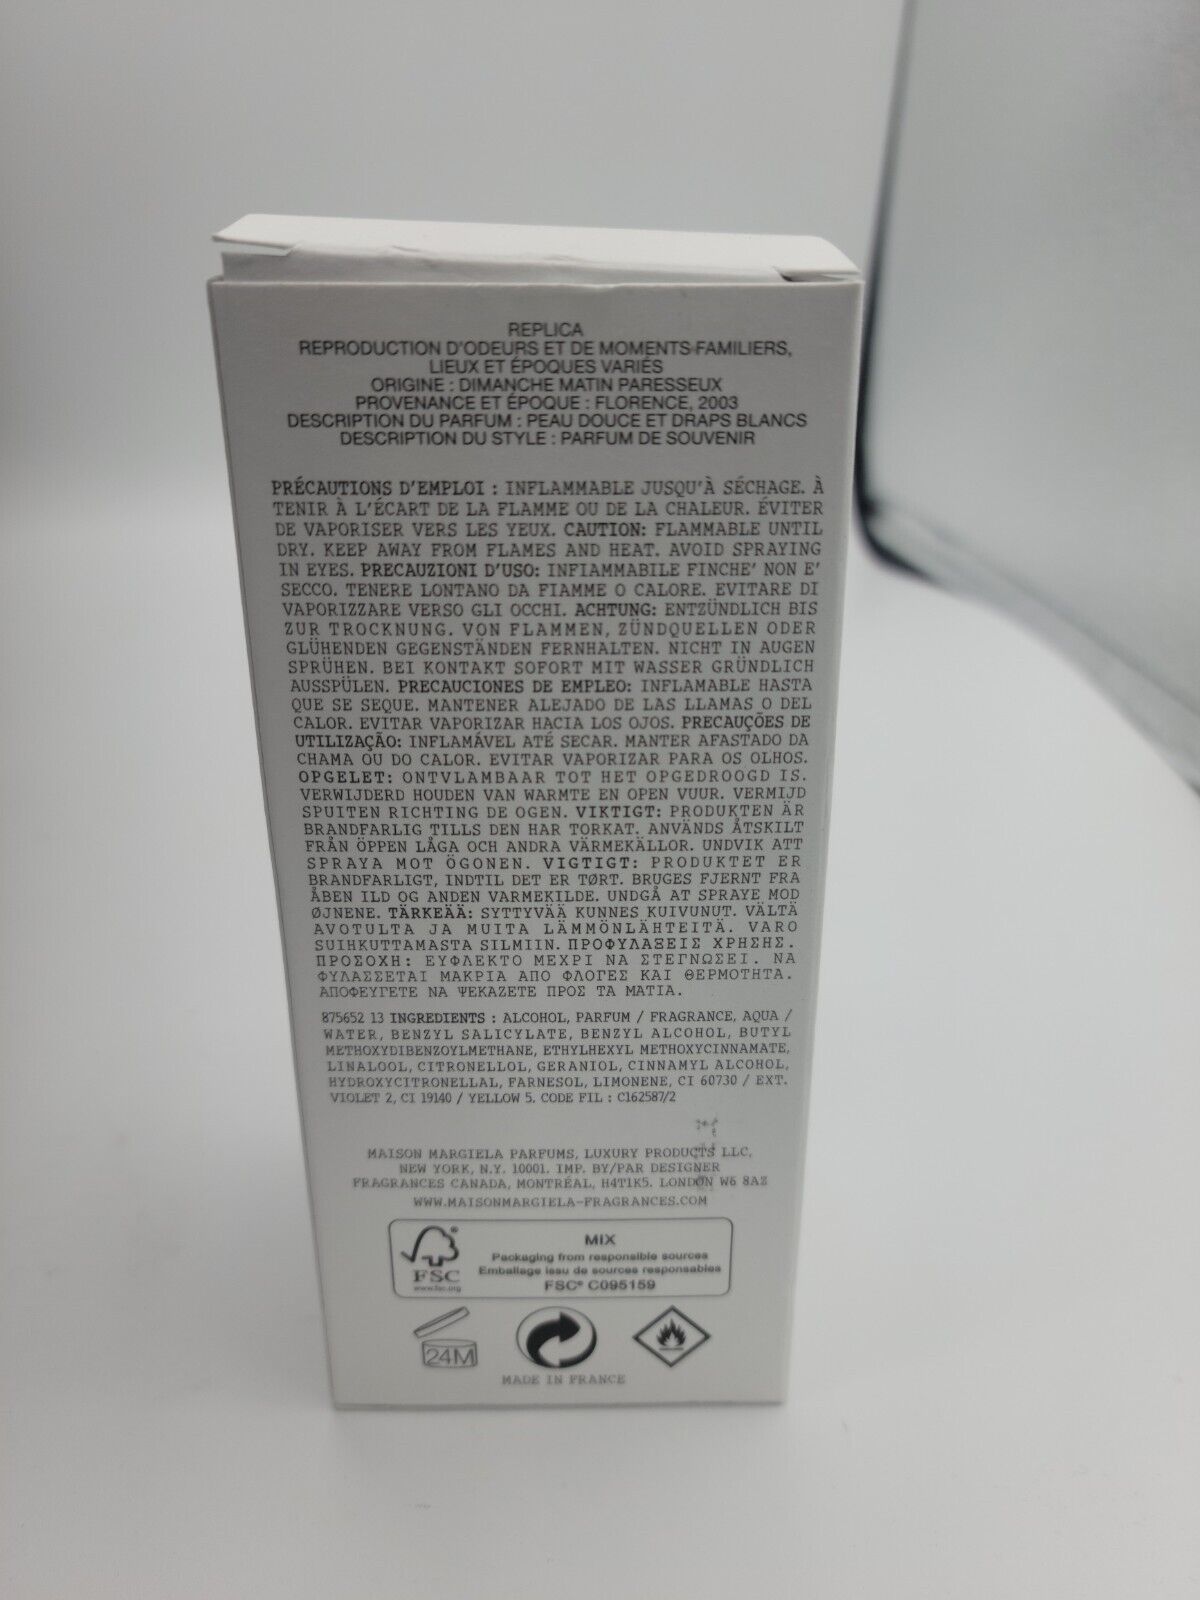 REPLICA
REPRODUCTION D'ODEURS ET DE MOMENTS FAMILIERS,
LIEUX ET ÉPOQUES VARIÉS
ORIGINE : DIMANCHE MATIN PARESSEUX
PROVENANCE ET ÉPOQUE : FLORENCE, 2003
DESCRIPTION DU PARFUM : PEAU DOUCE ET DRAPS BLANCS
DESCRIPTION DU STYLE : PARFUM DE SOUVENIR
PRÉCAUTIONS D'EMPLOI : INFLAMMABLE JUSQU'À SÉCHAGE. À
TENIR À L'ÉCART DE LA FLAMME OU DE LA CHALEUR. ÉVITER
DE VAPORISER VERS LES YEUX. CAUTION: FLAMMABLE UNTIL
DRY. KEEP AWAY FROM FLAMES AND HEAT. AVOID SPRAYING
IN EYES. PRECAUZIONI D'USO: INFIAMMABILE FINCHE' NON E'
SECCO. TENERE LONTANO DA FIAMME O CALORE. EVITARE DI
VAPORIZZARE VERSO GLI OCCHI. ACHTUNG: ENTZÜNDLICH BIS
ZUR TROCKNUNG. VON FLAMMEN, ZÜNDQUELLEN ODER
GLÜHENDEN GEGENSTÄNDEN FERNHALTEN. NICHT IN AUGEN
SPRÜHEN. BEI KONTAKT SOFORT MIT WASSER GRÜNDLICH
AUSSPÜLEN. PRECAUCIONES DE EMPLEO: INFLAMABLE HASTA
QUE SE SEQUE. MANTENER ALEJADO DE LAS LLAMAS O DEL
CALOR. EVITAR VAPORIZAR HACIA LOS OJOS. PRECAUÇÕES DE
UTILIZAÇÃO: INFLAMÁVEL ATÉ SECAR. MANTER AFASTADO DA
CHAMA OU DO CALOR. EVITAR VAPORIZAR PARA OS OLHOS.
OPGELET: ONTVLAMBAAR TOT HET OPGEDROOGD IS.
VERWIJDERD HOUDEN VAN WARMTE EN OPEN VUUR. VERMIJD
SPUITEN RICHTING DE OGEN. VIKTIGT: PRODUKTEN ÄR
BRANDFARLIG TILLS DEN HAR TORKAT. ANVÄNDS ÅTSKILT
FRÅN ÖPPEN LÅGA OCH ANDRA VÄRMEKÄLLOR. UNDVIK ATT
SPRAYA MOT ÖGONEN. VIGTIGT: PRODUKTET ER
BRANDFARLIGT, INDTIL DET ER TØRT. BRUGES FJERNT FRA
ÅBEN ILD OG ANDEN VARMEKILDE. UNDGÅ AT SPRAYE MOD
ØJNENE. TÄRKEÄÄ: SYTTYVÄÄ KUNNES KUIVUNUT. VÄLTÄ
AVOTULTA JA MUITA LÄMMÖNLÄHTEITÄ. VARO
SUIHKUTTAMASTA SILMIIN. ΠΡΟΦΥΛΑΞΕΙΣ ΧΡΗΣΗΣ.
ΠΡΟΣΟΧΗ: ΕΥΦΛΕΚΤΟ ΜΕΧΡΙ ΝΑ ΣΤΕΓΝΩΣΕΙ. ΝΑ
ΦΥΛΑΣΣΕΤΑΙ ΜΑΚΡΙΑ ΑΠΟ ΦΛΟΓΕΣ ΚΑΙ ΘΕΡΜΟΤΗΤΑ.
ΑΠΟΦΕΥΓΕΤΕ ΝΑ ΨΕΚΑΖΕΤΕ ΠΡΟΣ ΤΑ ΜΑΤΙΑ.
875652 13 INGREDIENTS : ALCOHOL, PARFUM / FRAGRANCE, AQUA /
WATER, BENZYL SALICYLATE, BENZYL ALCOHOL, BUTYL
METHOXYDIBENZOYLMETHANE, ETHYLHEXYL METHOXYCINNAMATE,
LINALOOL, CITRONELLOL, GERANIOL, CINNAMYL ALCOHOL,
HYDROXYCITRONELLAL, FARNESOL, LIMONENE, CI 60730 / EXT.
VIOLET 2, CI 19140 / YELLOW 5. CODE FIL : C162587/2
MAISON MARGIELA PARFUMS, LUXURY PRODUCTS LLC,
NEW YORK, N.Y. 10001. IMP. BY/PAR DESIGNER
FRAGRANCES CANADA, MONTRÉAL, H4T1K5. LONDON W6 8AZ
WWW.MAISONMARGIELA-FRAGRANCES.COM
MIX
Packaging from responsible sources
Emballage issu de sources responsables
FSC® C095159
FSC
www.fsc.org
24M
MADE IN FRANCE